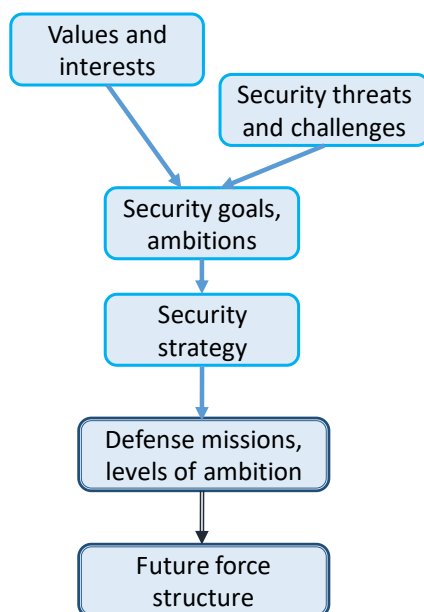 Values and
interests
Security threats
and challenges
Security goals,
ambitions
Security
strategy
Defense missions,
levels of ambition
Future force
structure